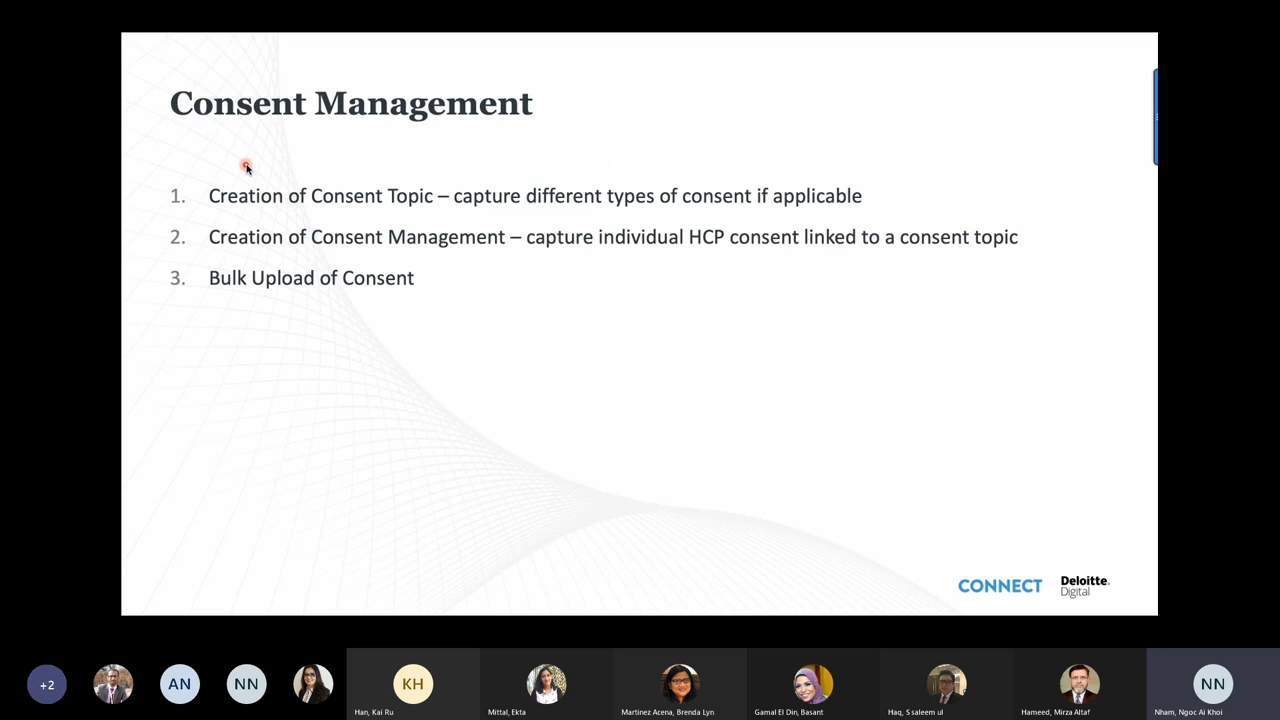 Consent Management
1. Creation of Consent Topic – capture different types of consent if applicable
2. Creation of Consent Management – capture individual HCP consent linked to a consent topic
3. Bulk Upload of Consent
CONNECT
Deloitte.
Digital
+2
AN
NN
KH
NN
Han, Kai Ru
Mittal, Ekta
Martinez Acena, Brenda Lyn
Gamal El Din, Basant
Haq, S saleem ul
Hameed, Mirza Altaf
Nham, Ngoc Ai Khoi